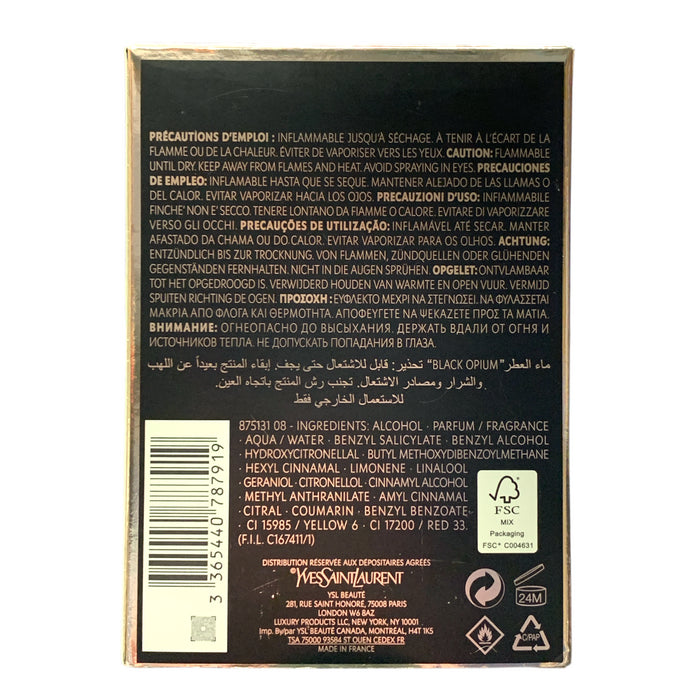 PRÉCAUTIONS D'EMPLOI : INFLAMMABLE JUSQU'À SÉCHAGE. À TENIR À L'ÉCART DE LA
FLAMME OU DE LA CHALEUR. ÉVITER DE VAPORISER VERS LES YEUX. CAUTION: FLAMMABLE
UNTIL DRY. KEEP AWAY FROM FLAMES AND HEAT. AVOID SPRAYING IN EYES. PRECAUCIONES
DE EMPLEO: INFLAMABLE HASTA QUE SE SEQUE. MANTENER ALEJADO DE LAS LLAMAS O
DEL CALOR. EVITAR VAPORIZAR HACIA LOS OJOS. PRECAUZIONI D'USO: INFIAMMABILE
FINCHE' NON E' SECCO. TENERE LONTANO DA FIAMME O CALORE. EVITARE DI VAPORIZZARE
VERSO GLI OCCHI. PRECAUÇÕES DE UTILIZAÇÃO: INFLAMÁVEL ATÉ SECAR. MANTER
AFASTADO DA CHAMA OU DO CALOR. EVITAR VAPORIZAR PARA OS OLHOS. ACHTUNG:
ENTZÜNDLICH BIS ZUR TROCKNUNG. VON FLAMMEN, ZÜNDQUELLEN ODER GLÜHENDEN
GEGENSTÄNDEN FERNHALTEN. NICHT IN DIE AUGEN SPRÜHEN. OPGELET: ONTVLAMBAAR
TOT HET OPGEDROOGD IS. VERWIJDERD HOUDEN VAN WARMTE EN OPEN VUUR. VERMIJD
SPUITEN RICHTING DE OGEN. ΠΡΟΣΟΧΗ : ΕΥΦΛΕΚΤΟ ΜΕΧΡΙ ΝΑ ΣΤΕΓΝΩΣΕΙ. ΝΑ ΦΥΛΑΣΣΕΤΑΙ
ΜΑΚΡΙΑ ΑΠΟ ΦΛΟΓΑ ΚΑΙ ΘΕΡΜΟΤΗΤΑ. ΑΠΟΦΕΥΓΕΤΕ ΝΑ ΨΕΚΑΖΕΤΕ ΠΡΟΣ ΤΑ ΜΑΤΙΑ.
ВНИМАНИЕ: ОГНЕОПАСНО ДО ВЫСЫХАНИЯ. ДЕРЖАТЬ ВДАЛИ ОТ ОГНЯ И
ИСТОЧНИКОВ ТЕПЛА. НЕ ДОПУСКАТЬ ПОПАДАНИЯ В ГЛАЗА.
ماء العطر "BLACK OPIUM" تحذير: قابل للاشتعال حتى يجف. إبقاء المنتج بعيداً عن اللهب
والشرار ومصادر الاشتعال. تجنب رش المنتج باتجاه العين.
للاستعمال الخارجي فقط
875131 08 - INGREDIENTS: ALCOHOL · PARFUM / FRAGRANCE
· AQUA / WATER · BENZYL SALICYLATE · BENZYL ALCOHOL
· HYDROXYCITRONELLAL · BUTYL METHOXYDIBENZOYLMETHANE
· HEXYL CINNAMAL · LIMONENE · LINALOOL
· GERANIOL · CITRONELLOL · CINNAMYL ALCOHOL
· METHYL ANTHRANILATE · AMYL CINNAMAL
· CITRAL · COUMARIN · BENZYL BENZOATE
· CI 15985 / YELLOW 6 · CI 17200 / RED 33.
(F.I.L. C167411/1)
3 365440 787919
FSC
MIX
Packaging
FSC® C004631
DISTRIBUTION RÉSERVÉE AUX DÉPOSITAIRES AGRÉÉS
®YVESSAINTLAURENT
YSL BEAUTÉ
281, RUE SAINT HONORÉ, 75008 PARIS
LONDON W6 8AZ
LUXURY PRODUCTS LLC, NEW YORK, NY 10001
Imp. By/par YSL BEAUTÉ CANADA, MONTRÉAL, H4T 1K5
TSA 75000 93584 ST OUEN CEDEX FR
MADE IN FRANCE
24M
C/PAP